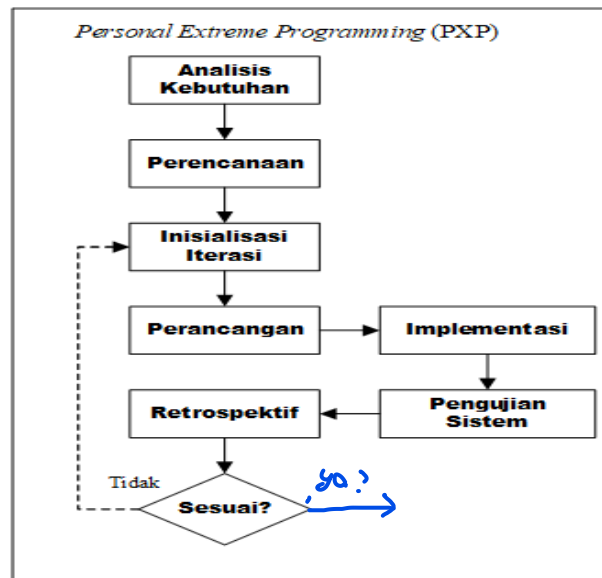 Personal Extreme Programming (PXP)
Analisis
Kebutuhan
Perencanaan
Inisialisasi
Iterasi
Perancangan
Implementasi
Retrospektif
Pengujian
Sistem
Tidak
Sesuai?
ya?